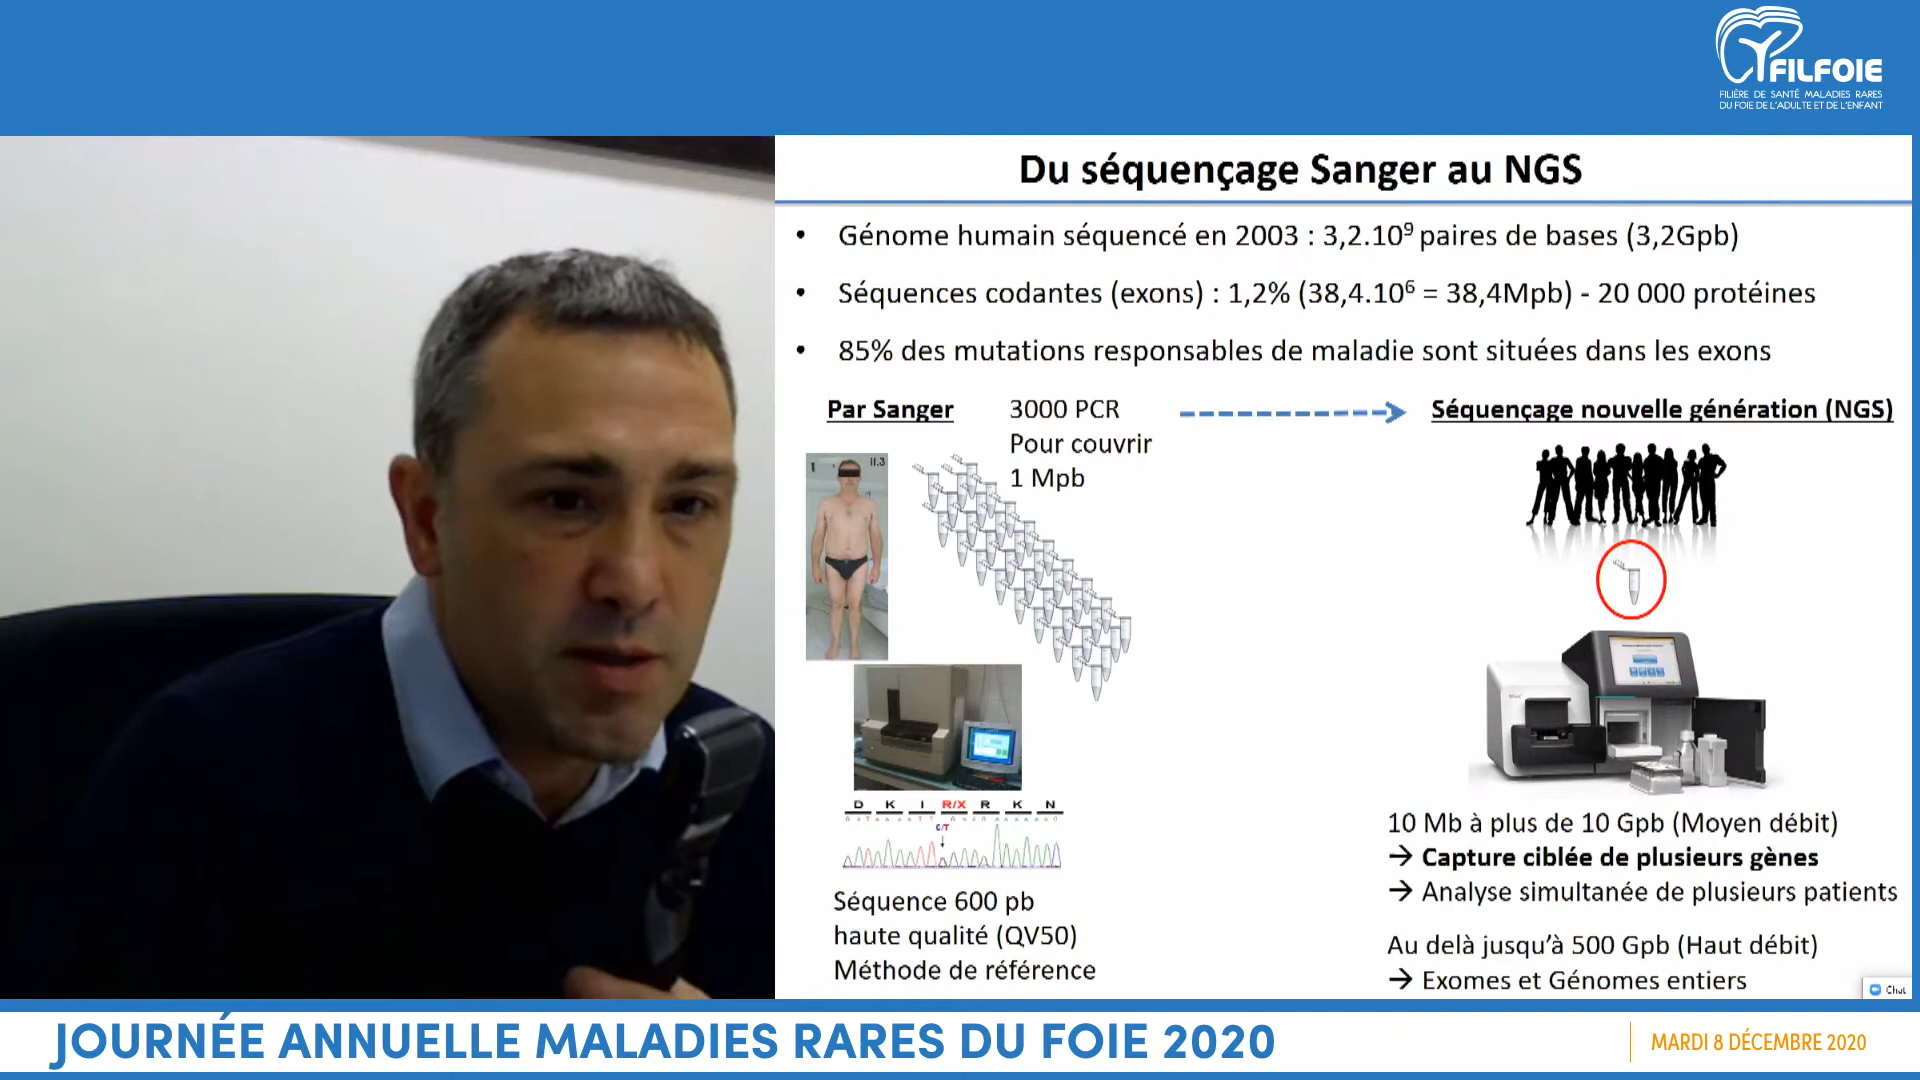 FILFOIE
FILIÈRE DE SANTÉ MALADIES RARES
DU FOIE DE L'ADULTE ET DE L'ENFANT
Du séquençage Sanger au NGS
• Génome humain séquencé en 2003 : 3,2.10⁹ paires de bases (3,2Gpb)
• Séquences codantes (exons) : 1,2% (38,4.10⁶ = 38,4Mpb) - 20 000 protéines
• 85% des mutations responsables de maladie sont situées dans les exons
Par Sanger
3000 PCR
Pour couvrir
1 Mpb
II.3
D K I R/X R K N
C/T
Séquence 600 pb
haute qualité (QV50)
Méthode de référence
Séquençage nouvelle génération (NGS)
10 Mb à plus de 10 Gpb (Moyen débit)
→ Capture ciblée de plusieurs gènes
→ Analyse simultanée de plusieurs patients
Au delà jusqu'à 500 Gpb (Haut débit)
→ Exomes et Génomes entiers
Chat
JOURNÉE ANNUELLE MALADIES RARES DU FOIE 2020
MARDI 8 DÉCEMBRE 2020